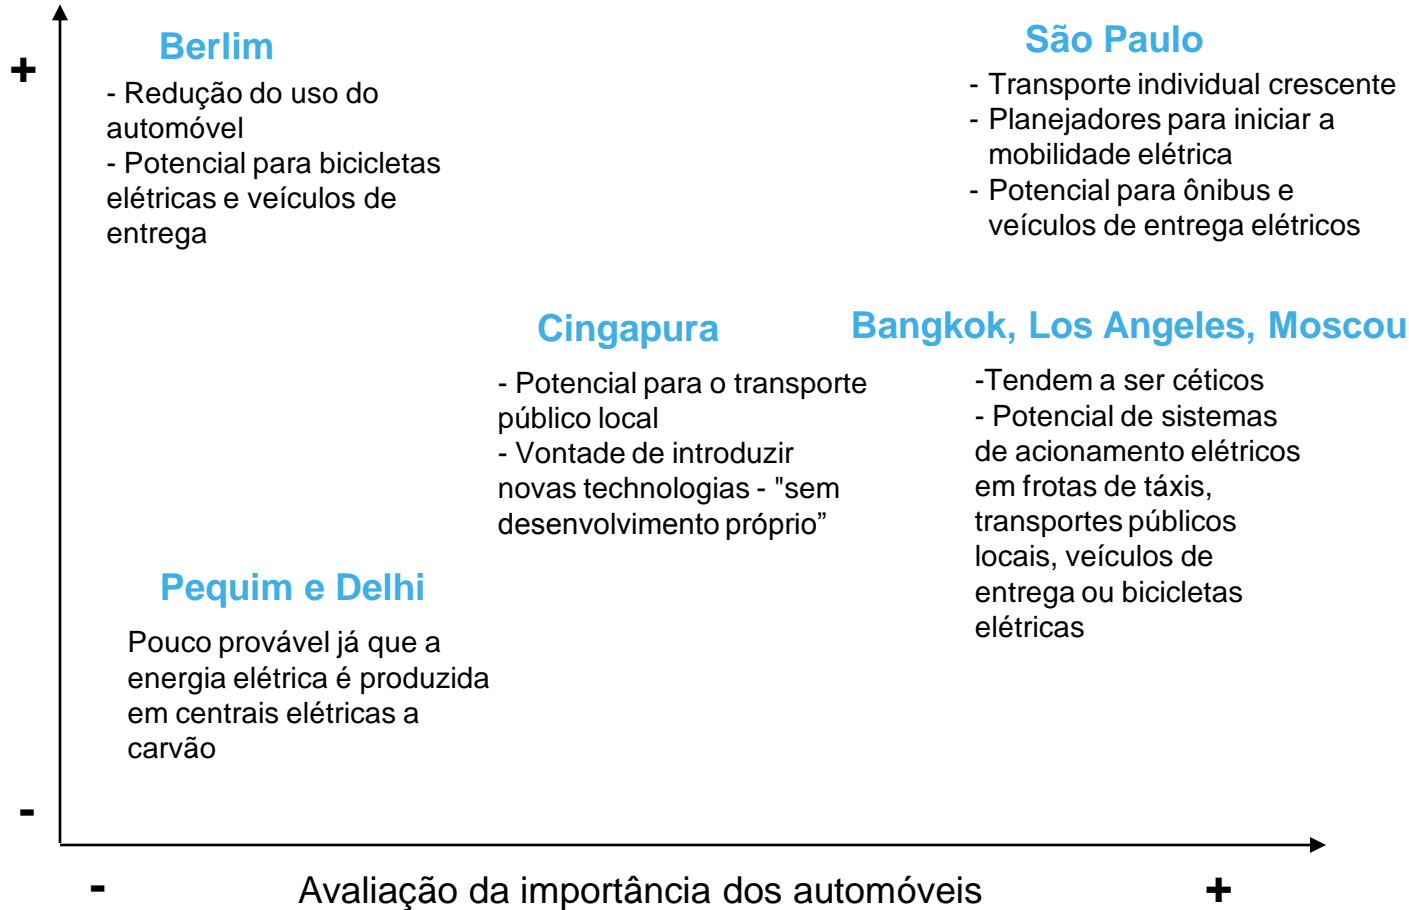 +
Berlim
- Redução do uso do
automóvel
- Potencial para bicicletas
elétricas e veículos de
entrega
São Paulo
- Transporte individual crescente
- Planejadores para iniciar a
mobilidade elétrica
- Potencial para ônibus e
veículos de entrega elétricos
Cingapura
- Potencial para o transporte
público local
- Vontade de introduzir
novas technologias - "sem
desenvolvimento próprio”
Bangkok, Los Angeles, Moscou
-Tendem a ser céticos
- Potencial de sistemas
de acionamento elétricos
em frotas de táxis,
transportes públicos
locais, veículos de
entrega ou bicicletas
elétricas
Pequim e Delhi
Pouco provável já que a
energia elétrica é produzida
em centrais elétricas a
carvão
-
- Avaliação da importância dos automóveis +